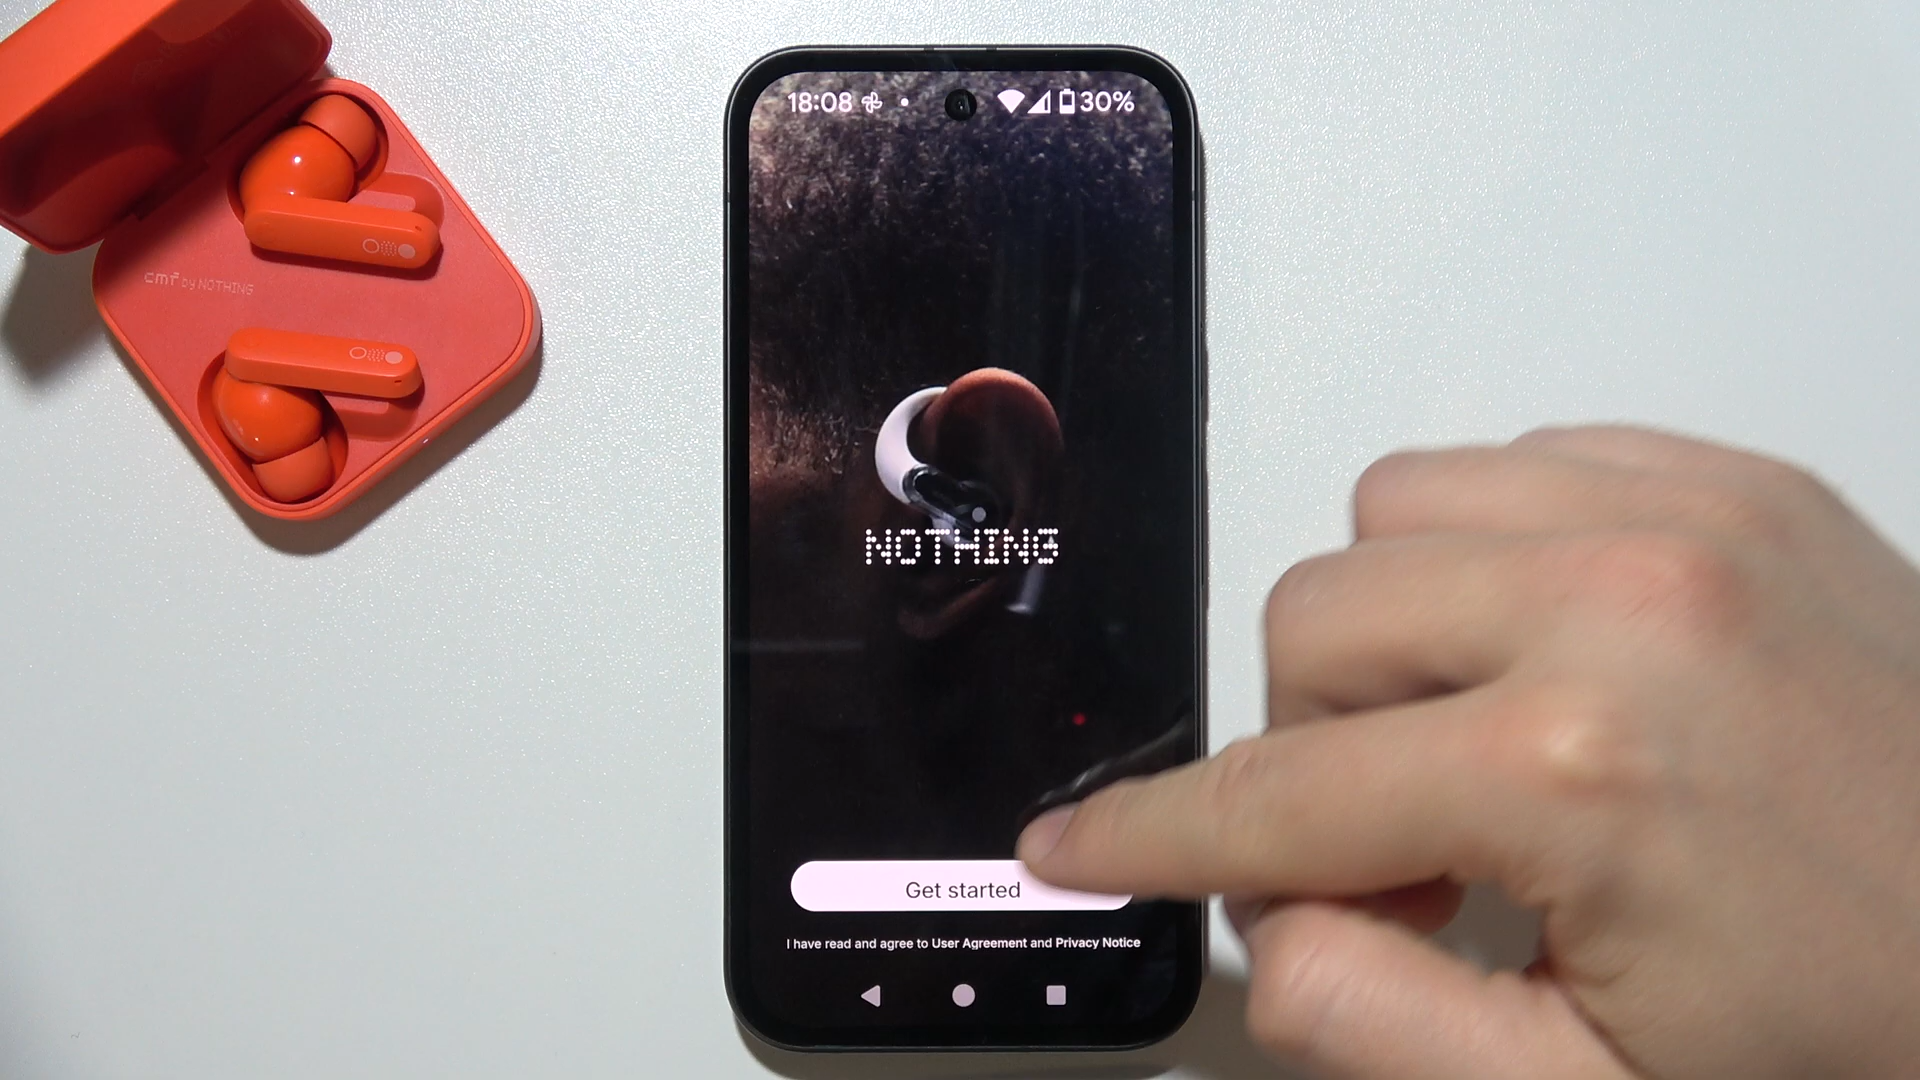 18:08
30%
cmf by NOTHING
NOTHING
Get started
I have read and agree to User Agreement and Privacy Notice